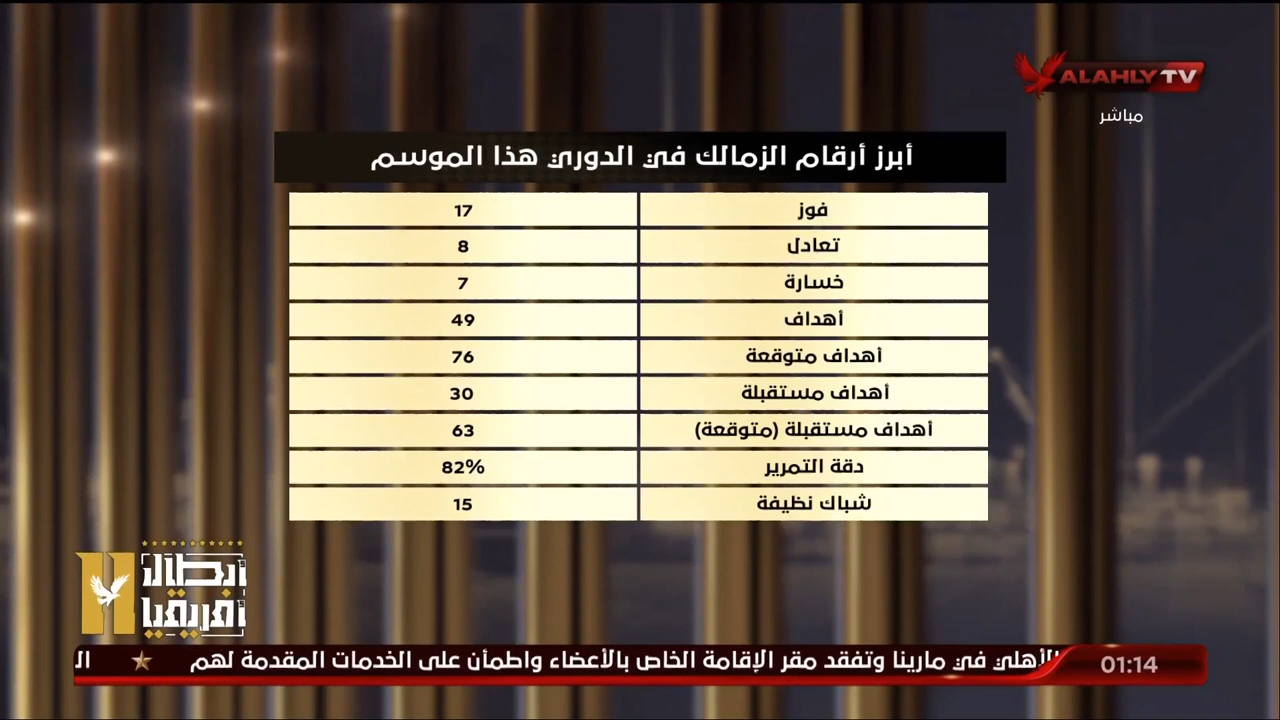 ALAHLY TV
مباشر
أبرز أرقام الزمالك في الدوري هذا الموسم
فوز 17
تعادل 8
خسارة 7
أهداف 49
أهداف متوقعة 76
أهداف مستقبلة 30
أهداف مستقبلة (متوقعة) 63
دقة التمرير 82%
شباك نظيفة 15
أبطال
أفريقيا
11
01:14
الأهلي في مارينا وتفقد مقر الإقامة الخاص بالأعضاء واطمأن على الخدمات المقدمة لهم ال